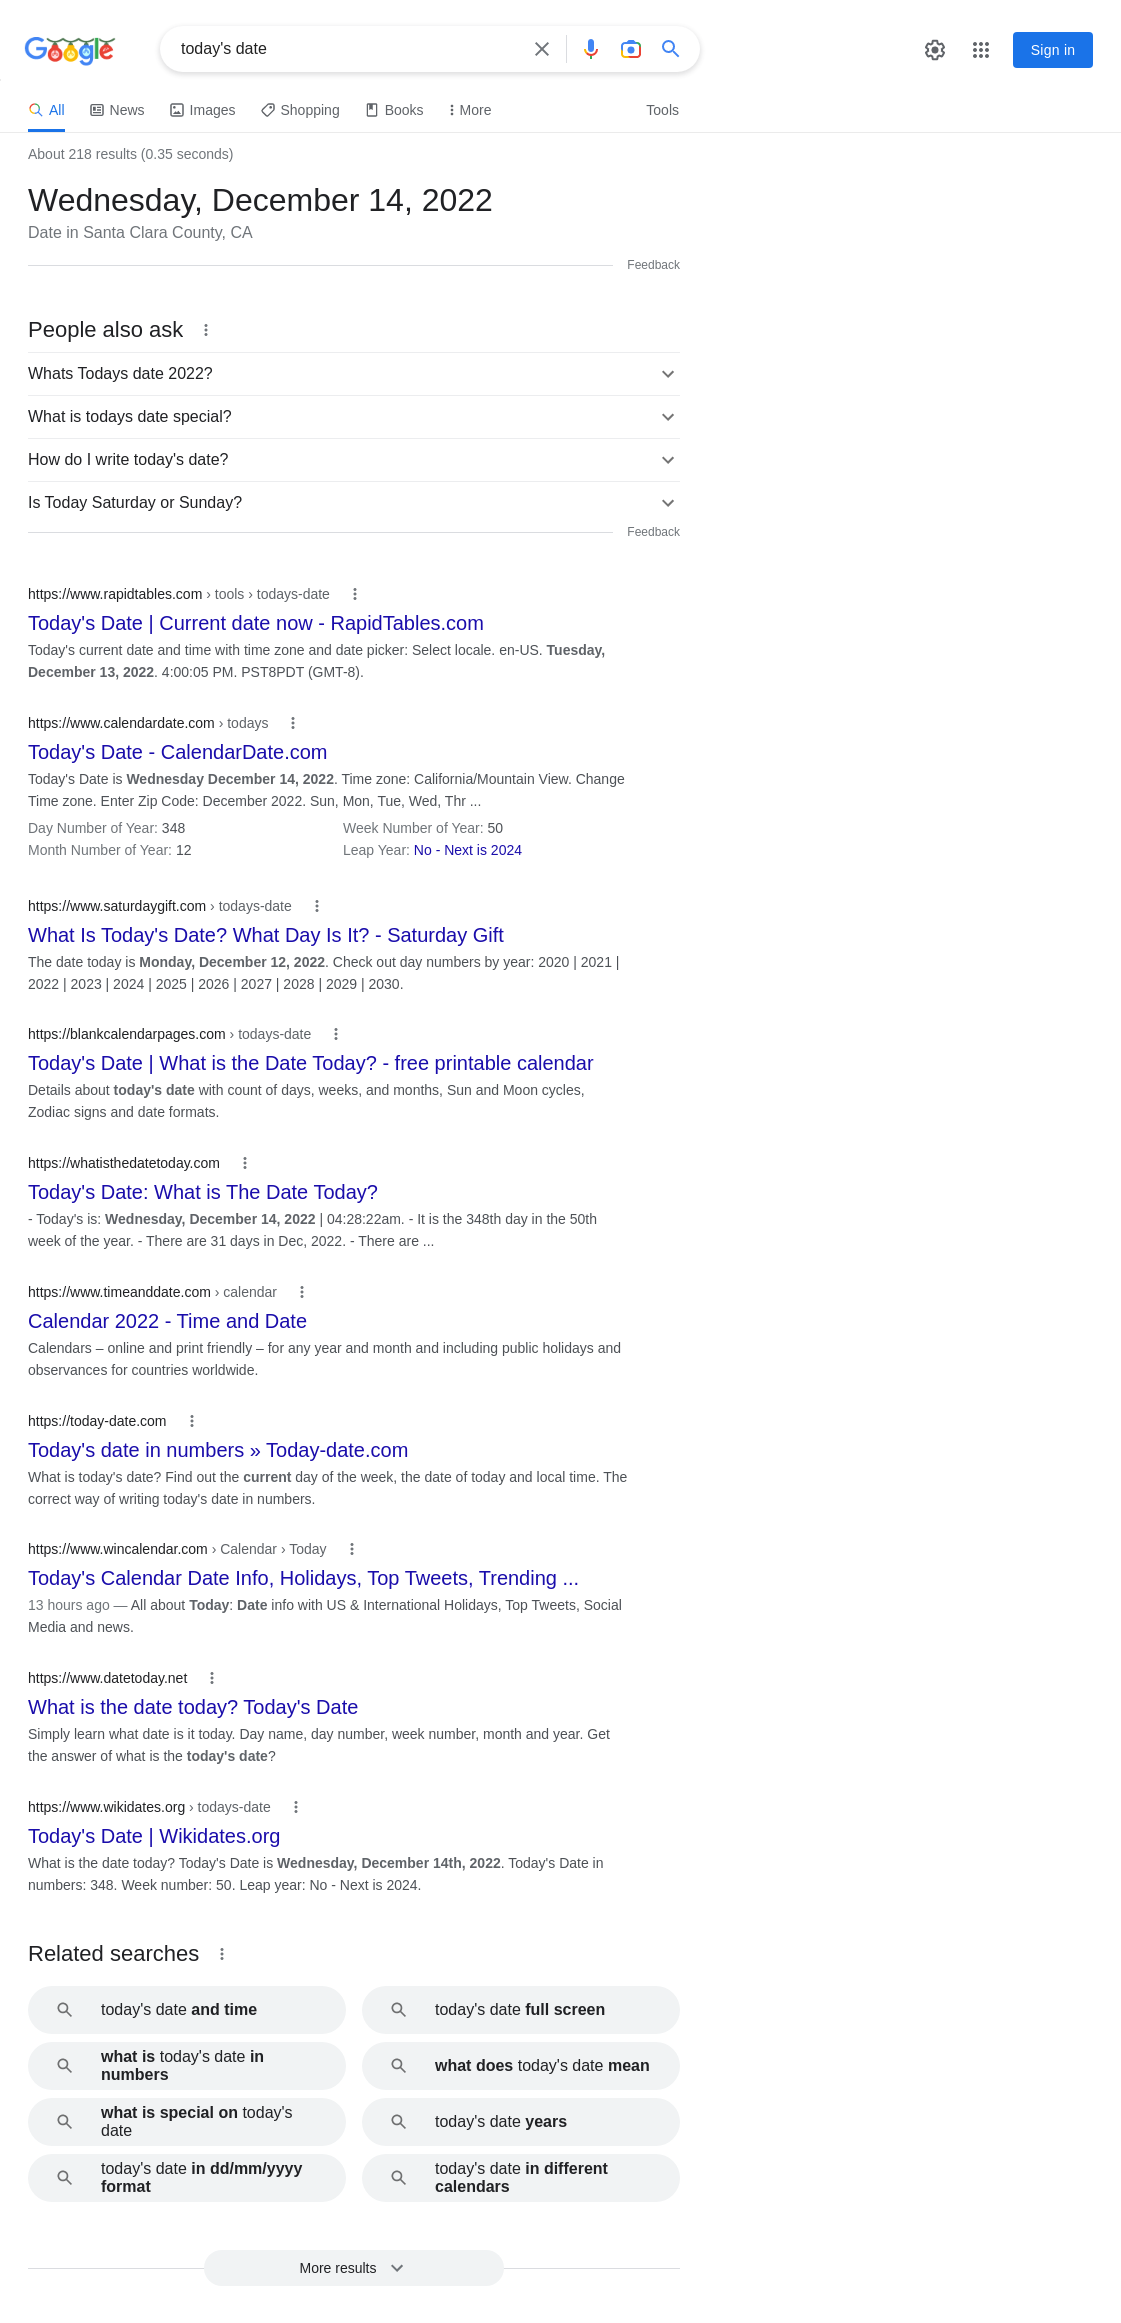 Google
today's date
Sign in
All News Images Shopping Books More Tools
About 218 results (0.35 seconds)
Wednesday, December 14, 2022
Date in Santa Clara County, CA
Feedback
People also ask
Whats Todays date 2022?
What is todays date special?
How do I write today's date?
Is Today Saturday or Sunday?
Feedback
https://www.rapidtables.com › tools › todays-date
Today's Date | Current date now - RapidTables.com
Today's current date and time with time zone and date picker: Select locale. en-US. Tuesday,
December 13, 2022. 4:00:05 PM. PST8PDT (GMT-8).
https://www.calendardate.com › todays
Today's Date - CalendarDate.com
Today's Date is Wednesday December 14, 2022. Time zone: California/Mountain View. Change
Time zone. Enter Zip Code: December 2022. Sun, Mon, Tue, Wed, Thr ...
Day Number of Year: 348 Week Number of Year: 50
Month Number of Year: 12 Leap Year: No - Next is 2024
https://www.saturdaygift.com › todays-date
What Is Today's Date? What Day Is It? - Saturday Gift
The date today is Monday, December 12, 2022. Check out day numbers by year: 2020 | 2021 |
2022 | 2023 | 2024 | 2025 | 2026 | 2027 | 2028 | 2029 | 2030.
https://blankcalendarpages.com › todays-date
Today's Date | What is the Date Today? - free printable calendar
Details about today's date with count of days, weeks, and months, Sun and Moon cycles,
Zodiac signs and date formats.
https://whatisthedatetoday.com
Today's Date: What is The Date Today?
- Today's is: Wednesday, December 14, 2022 | 04:28:22am. - It is the 348th day in the 50th
week of the year. - There are 31 days in Dec, 2022. - There are ...
https://www.timeanddate.com › calendar
Calendar 2022 - Time and Date
Calendars – online and print friendly – for any year and month and including public holidays and
observances for countries worldwide.
https://today-date.com
Today's date in numbers » Today-date.com
What is today's date? Find out the current day of the week, the date of today and local time. The
correct way of writing today's date in numbers.
https://www.wincalendar.com › Calendar › Today
Today's Calendar Date Info, Holidays, Top Tweets, Trending ...
13 hours ago — All about Today: Date info with US & International Holidays, Top Tweets, Social
Media and news.
https://www.datetoday.net
What is the date today? Today's Date
Simply learn what date is it today. Day name, day number, week number, month and year. Get
the answer of what is the today's date?
https://www.wikidates.org › todays-date
Today's Date | Wikidates.org
What is the date today? Today's Date is Wednesday, December 14th, 2022. Today's Date in
numbers: 348. Week number: 50. Leap year: No - Next is 2024.
Related searches
today's date and time
today's date full screen
what is today's date in
numbers
what does today's date mean
what is special on today's
date
today's date years
today's date in dd/mm/yyyy
format
today's date in different
calendars
More results